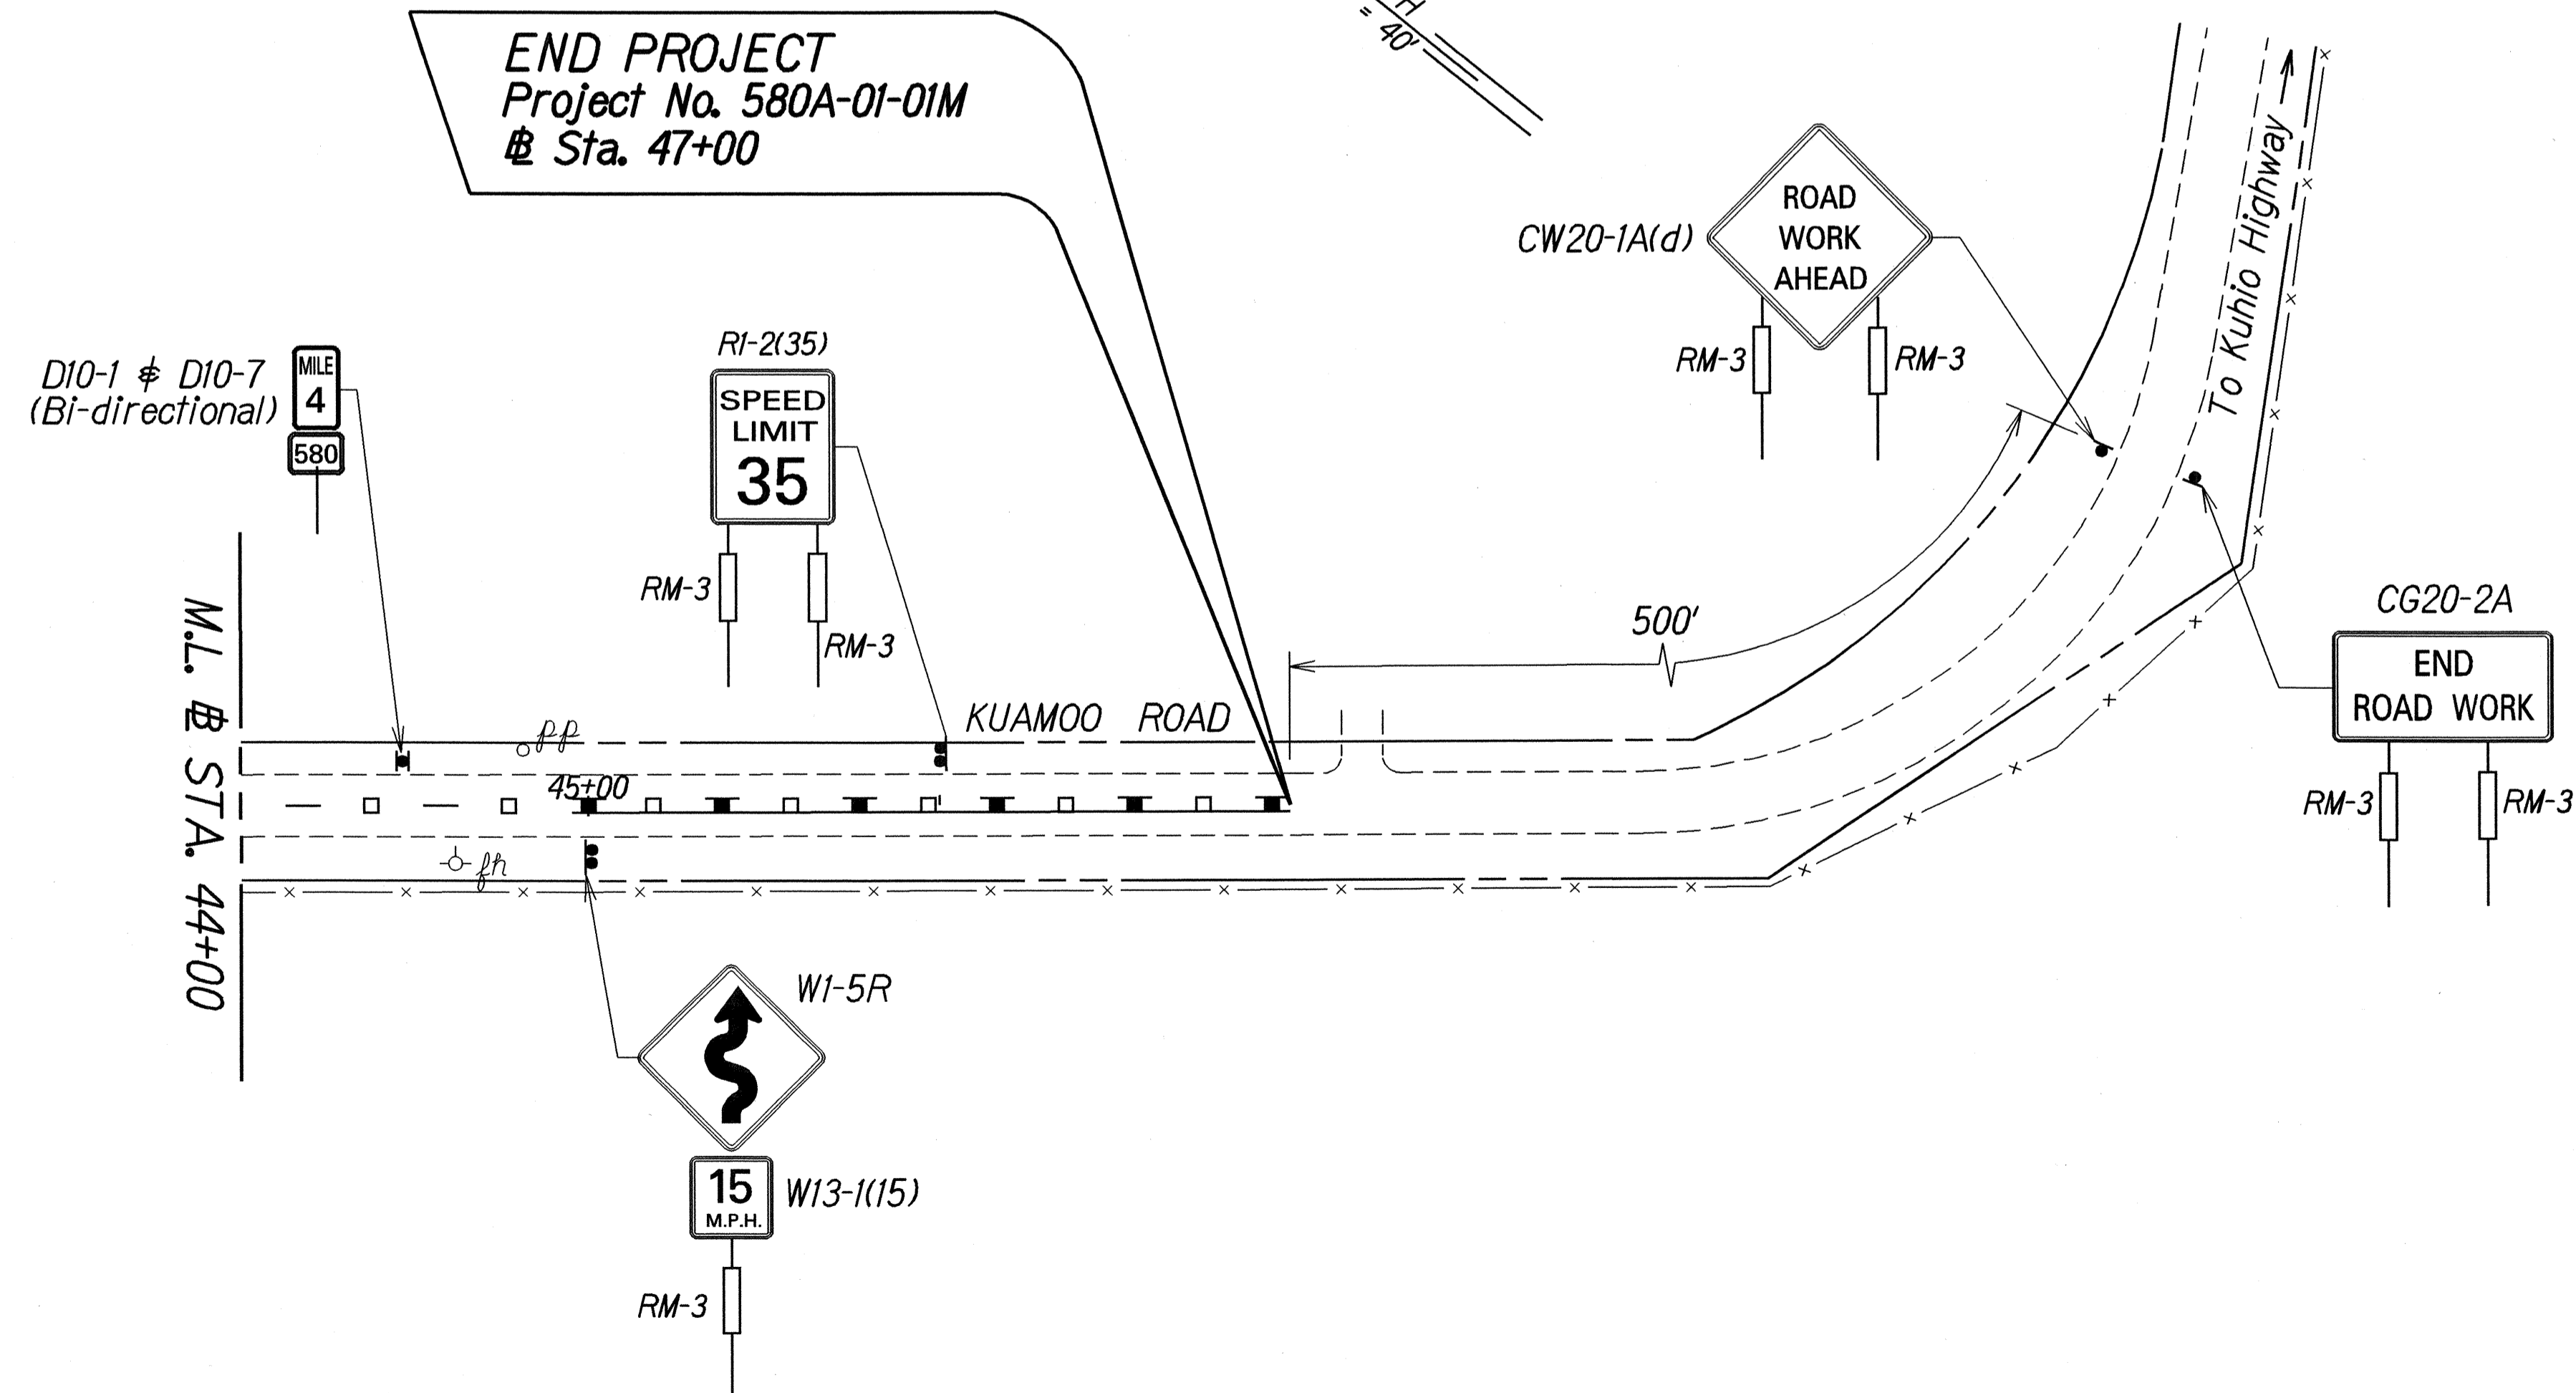 END PROJECT
Project No. 580A-01-01M
BL Sta. 47+00
= 40'
To Kuhio Highway
CW20-1A(d)
ROAD
WORK
AHEAD
RM-3
RM-3
D10-1 & D10-7
(Bi-directional)
MILE
4
580
R1-2(35)
SPEED
LIMIT
35
RM-3
RM-3
500'
CG20-2A
END
ROAD WORK
RM-3
RM-3
M.L. BL STA. 44+00
pp
KUAMOO ROAD
45+00
fh
W1-5R
15
M.P.H.
W13-1(15)
RM-3